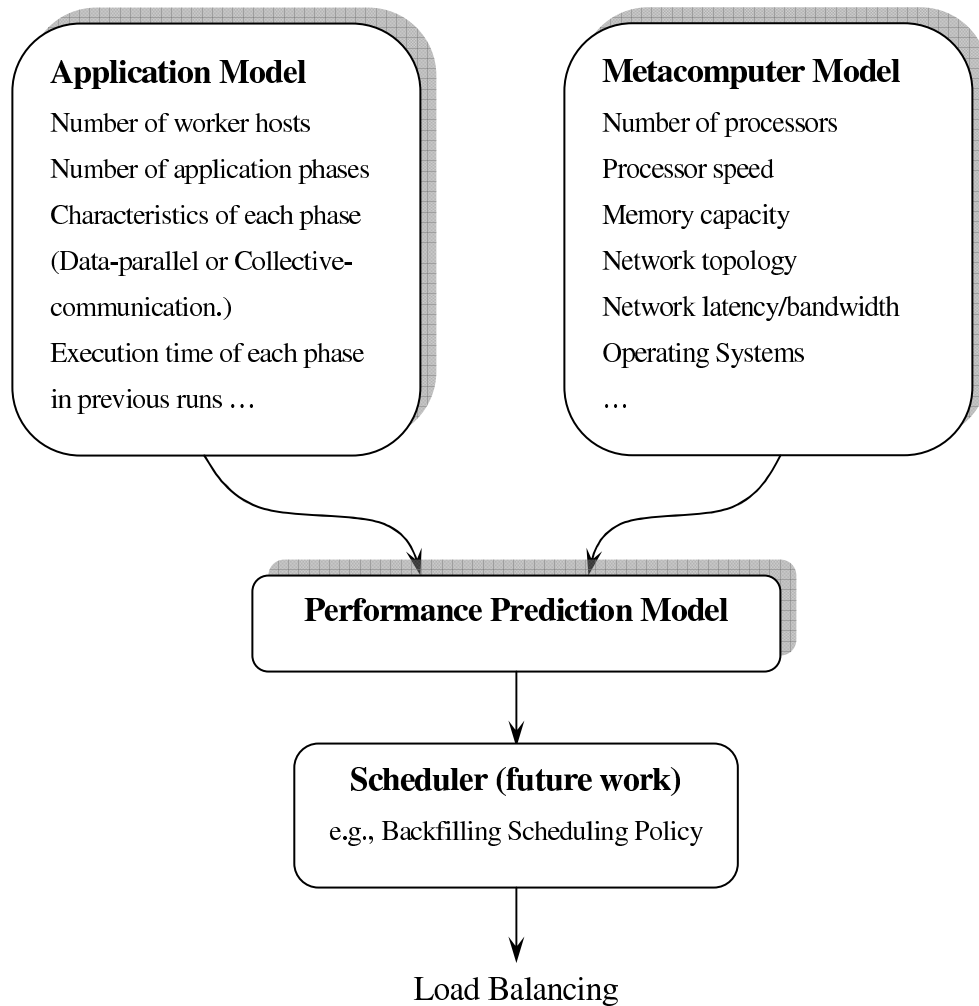 Application Model
Number of worker hosts
Number of application phases
Characteristics of each phase
(Data-parallel or Collective-
communication.)
Execution time of each phase
in previous runs …
Metacomputer Model
Number of processors
Processor speed
Memory capacity
Network topology
Network latency/bandwidth
Operating Systems
…
Performance Prediction Model
Scheduler (future work)
e.g., Backfilling Scheduling Policy
Load Balancing